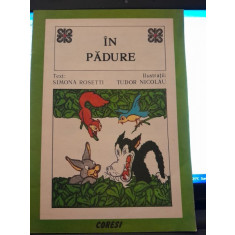 ÎN
PĂDURE
Text: Ilustrații:
SIMONA ROSETTI TUDOR NICOLAU
CORESI